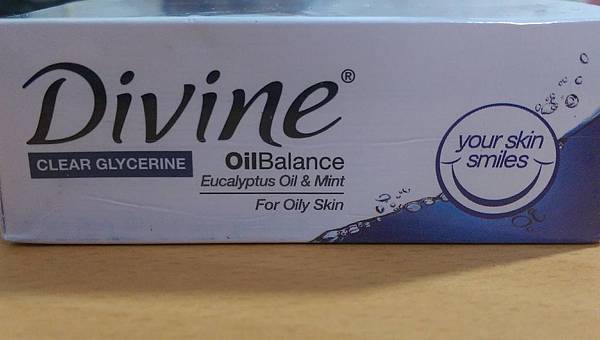 Divine®
CLEAR GLYCERINE
OilBalance
Eucalyptus Oil & Mint
For Oily Skin
your skin
smiles